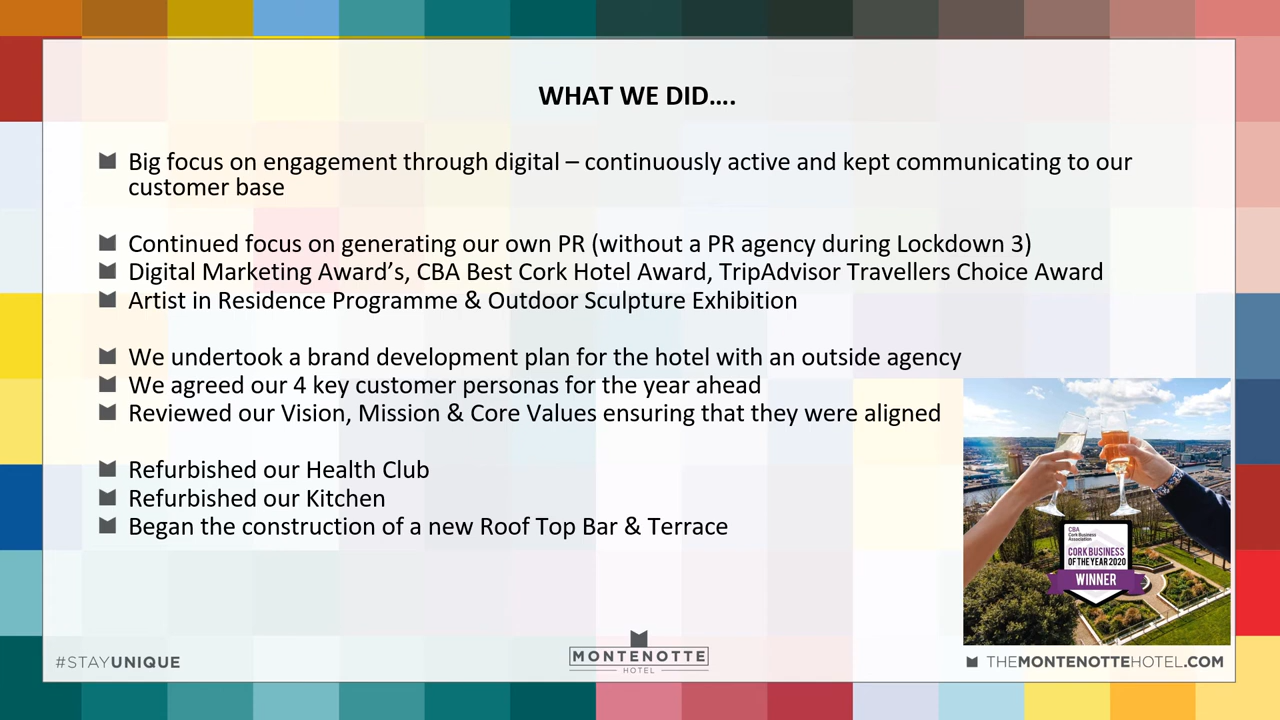 WHAT WE DID....
Big focus on engagement through digital – continuously active and kept communicating to our
customer base
Continued focus on generating our own PR (without a PR agency during Lockdown 3)
Digital Marketing Award’s, CBA Best Cork Hotel Award, TripAdvisor Travellers Choice Award
Artist in Residence Programme & Outdoor Sculpture Exhibition
We undertook a brand development plan for the hotel with an outside agency
We agreed our 4 key customer personas for the year ahead
Reviewed our Vision, Mission & Core Values ensuring that they were aligned
Refurbished our Health Club
Refurbished our Kitchen
Began the construction of a new Roof Top Bar & Terrace
CBA
Cork Business
Association
CORK BUSINESS
OF THE YEAR 2020
WINNER
#STAYUNIQUE
MONTENOTTE
HOTEL
THEMONTENOTTEHOTEL.COM